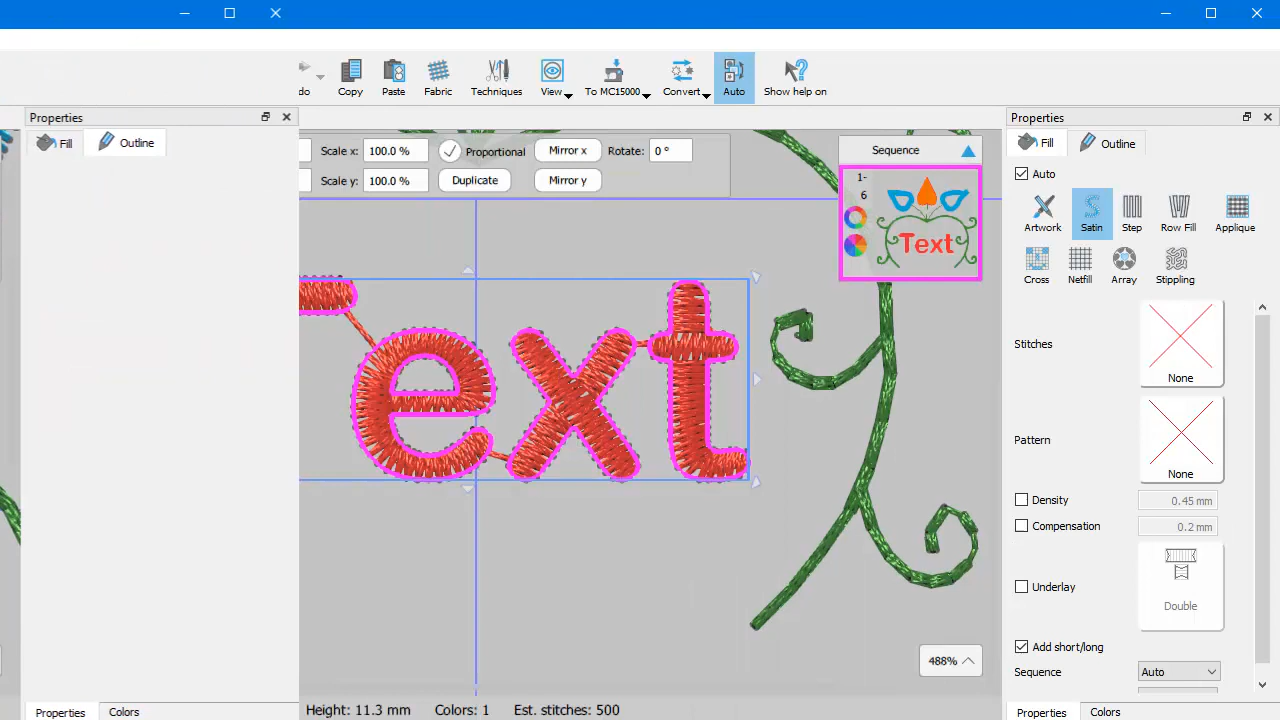 do Copy Paste Fabric Techniques View To MC15000 Convert Auto Show help on
Properties
Fill Outline
Scale x: 100.0 % Proportional Mirror x Rotate: 0 °
Scale y: 100.0 % Duplicate Mirror y
Sequence
1-
6
Text
ext
488%
Height: 11.3 mm Colors: 1 Est. stitches: 500
Properties Colors
Properties
Fill Outline
Auto
Artwork Satin Step Row Fill Applique
Cross Netfill Array Stippling
Stitches
None
Pattern
None
Density 0.45 mm
Compensation 0.2 mm
Underlay
Double
Add short/long
Sequence Auto
Properties Colors